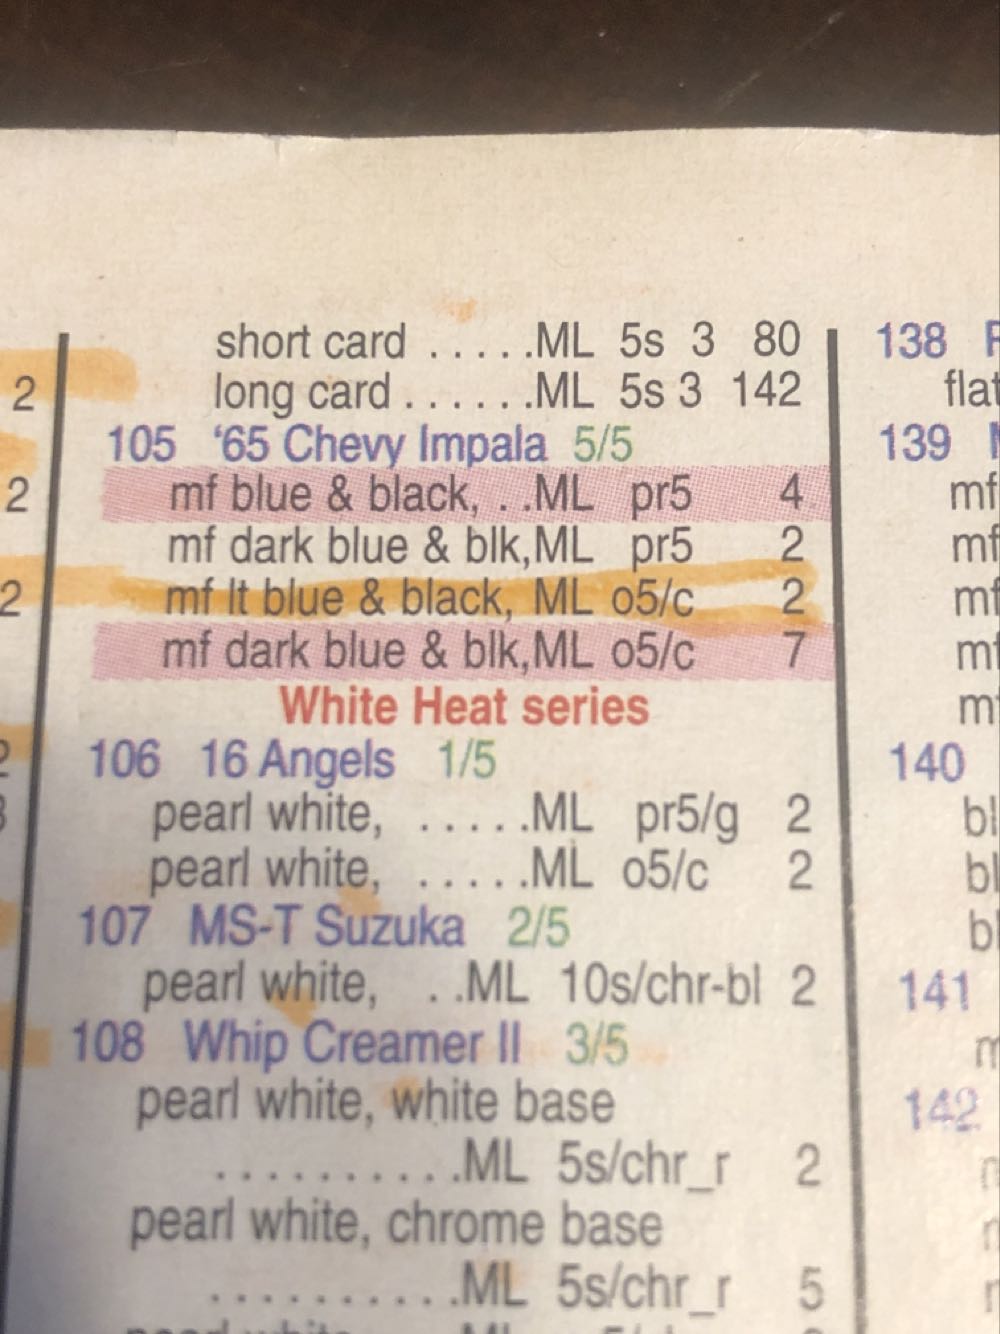 2
2
2
2
short card . . . . .ML 5s 3 80
long card . . . . . .ML 5s 3 142
105 ‘65 Chevy Impala 5/5
mf blue & black, . .ML pr5 4
mf dark blue & blk,ML pr5 2
mf lt blue & black, ML o5/c 2
mf dark blue & blk,ML o5/c 7
White Heat series
106 16 Angels 1/5
pearl white, . . . . .ML pr5/g 2
pearl white, . . . . .ML o5/c 2
107 MS-T Suzuka 2/5
pearl white, . .ML 10s/chr-bl 2
108 Whip Creamer II 3/5
pearl white, white base
. . . . . . . . . .ML 5s/chr_r 2
pearl white, chrome base
. . . . . . . . . .ML 5s/chr_r 5
138
flat
139
mf
mf
mf
mf
140
bl
bl
141
142